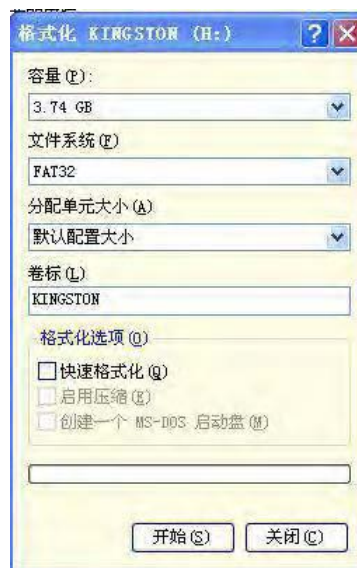 格式化 KINGSTON (H:)
容量(P):
3.74 GB
文件系统(F)
FAT32
分配单元大小(A)
默认配置大小
卷标(L)
KINGSTON
格式化选项(O)
快速格式化(Q)
启用压缩(E)
创建一个 MS-DOS 启动盘(M)
开始(S)
关闭(C)